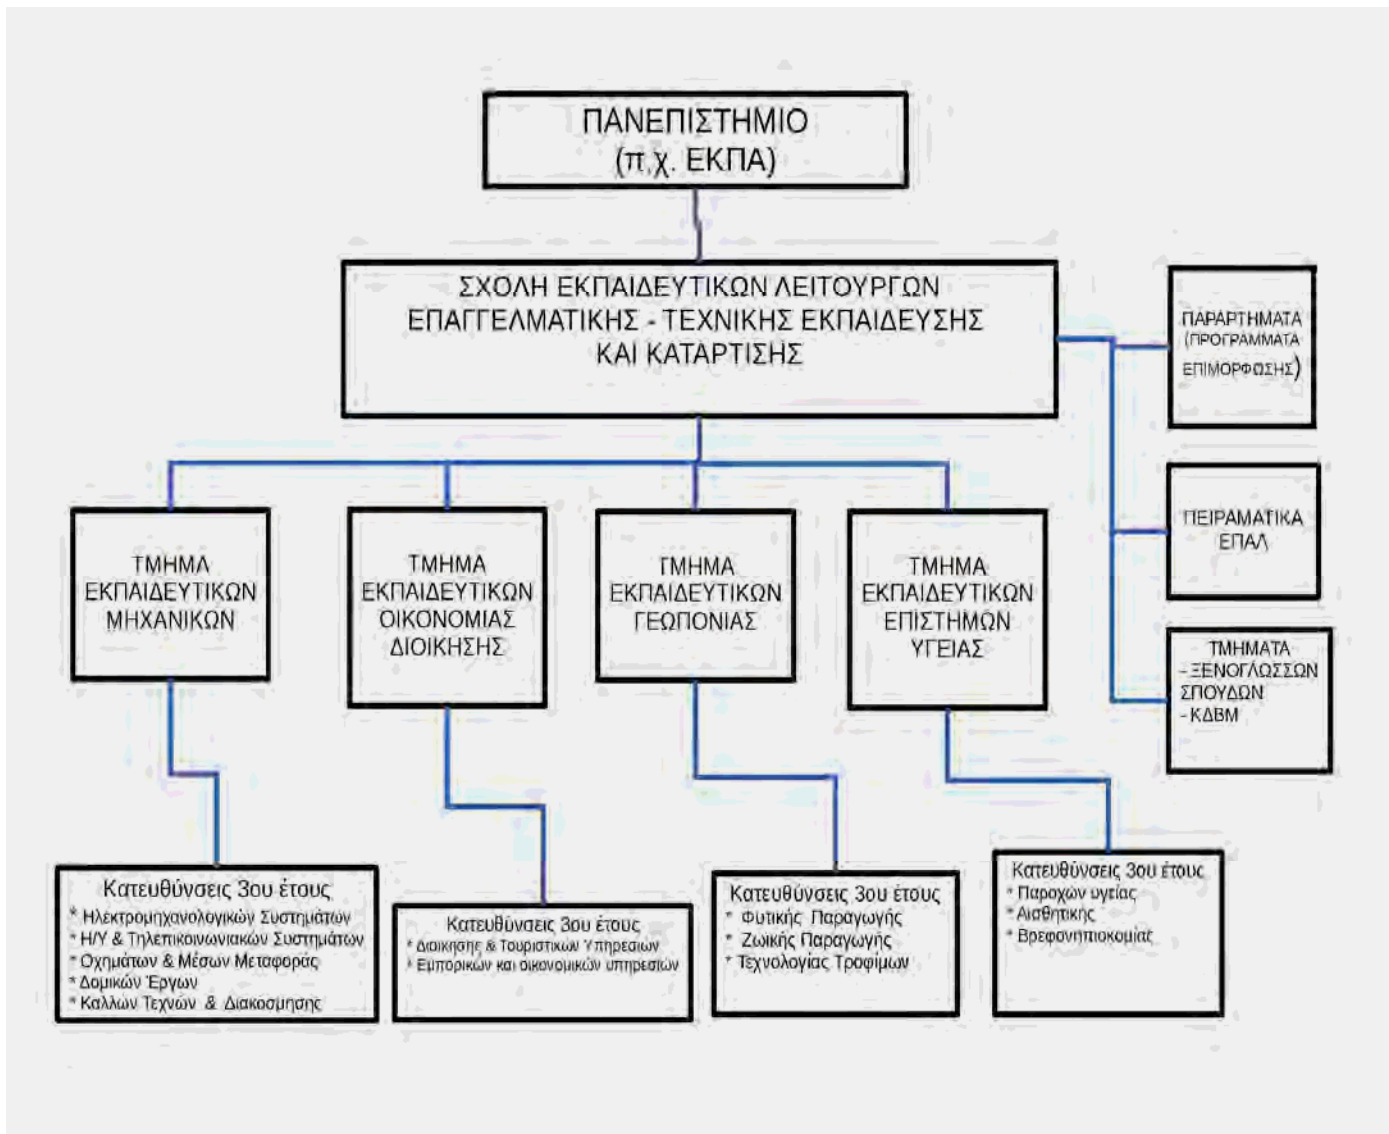 ΠΑΝΕΠΙΣΤΗΜΙΟ
(π.χ. ΕΚΠΑ)
ΣΧΟΛΗ ΕΚΠΑΙΔΕΥΤΙΚΩΝ ΛΕΙΤΟΥΡΓΩΝ
ΕΠΑΓΓΕΛΜΑΤΙΚΗΣ - ΤΕΧΝΙΚΗΣ ΕΚΠΑΙΔΕΥΣΗΣ
ΚΑΙ ΚΑΤΑΡΤΙΣΗΣ
ΠΑΡΑΡΤΗΜΑΤΑ
(ΠΡΟΓΡΑΜΜΑΤΑ
ΕΠΙΜΟΡΦΩΣΗΣ)
ΠΕΙΡΑΜΑΤΙΚΑ
ΕΠΑΛ
ΤΜΗΜΑΤΑ
- ΞΕΝΟΓΛΩΣΣΩΝ
ΣΠΟΥΔΩΝ
- ΚΔΒΜ
ΤΜΗΜΑ
ΕΚΠΑΙΔΕΥΤΙΚΩΝ
ΜΗΧΑΝΙΚΩΝ
ΤΜΗΜΑ
ΕΚΠΑΙΔΕΥΤΙΚΩΝ
ΟΙΚΟΝΟΜΙΑΣ
ΔΙΟΙΚΗΣΗΣ
ΤΜΗΜΑ
ΕΚΠΑΙΔΕΥΤΙΚΩΝ
ΓΕΩΠΟΝΙΑΣ
ΤΜΗΜΑ
ΕΚΠΑΙΔΕΥΤΙΚΩΝ
ΕΠΙΣΤΗΜΩΝ
ΥΓΕΙΑΣ
Κατευθύνσεις 3ου έτους
* Ηλεκτρομηχανολογικών Συστημάτων
* Η/Υ & Τηλεπικοινωνιακών Συστημάτων
* Οχημάτων & Μέσων Μεταφοράς
* Δομικών Έργων
* Καλλών Τεχνών & Διακοσμησης
Κατευθύνσεις 3ου έτους
* Διοικησης & Τουριστικών Υπηρεσιών
* Εμπορικών και οικονομικών υπηρεσιών
Κατευθύνσεις 3ου έτους
* Φυτικής Παραγωγής
* Ζωικής Παραγωγής
* Τεχνολογίας Τροφίμων
Κατευθύνσεις 3ου έτους
* Παροχών υγείας
* Αισθητικής
* Βρεφονηπιοκομίας